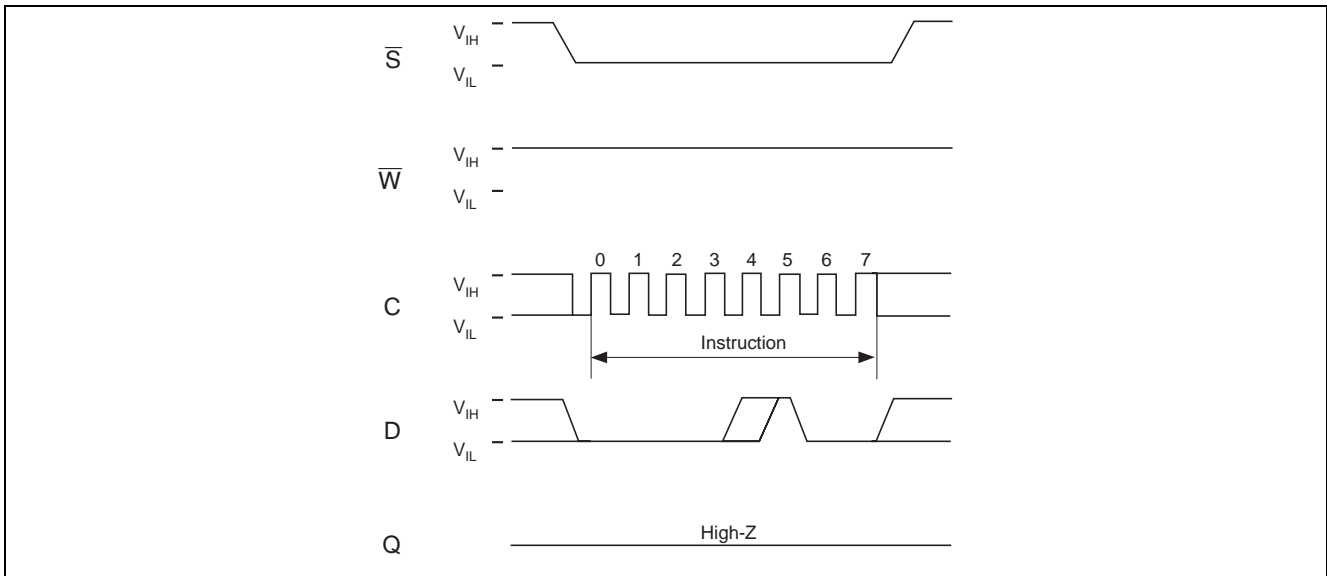 S̅
V_IH
V_IL
W̅
V_IH
V_IL
C
V_IH
V_IL
0 1 2 3 4 5 6 7
Instruction
D
V_IH
V_IL
Q
High-Z